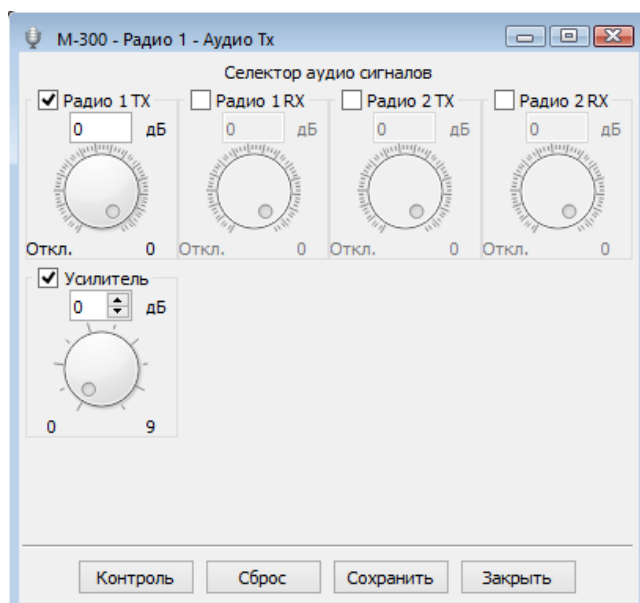 М-300 - Радио 1 - Аудио Tx
Селектор аудио сигналов
Радио 1 TX Радио 1 RX Радио 2 TX Радио 2 RX
0 дБ 0 дБ 0 дБ 0 дБ
Откл. 0 Откл. 0 Откл. 0 Откл. 0
Усилитель
0 дБ
0 9
Контроль Сброс Сохранить Закрыть